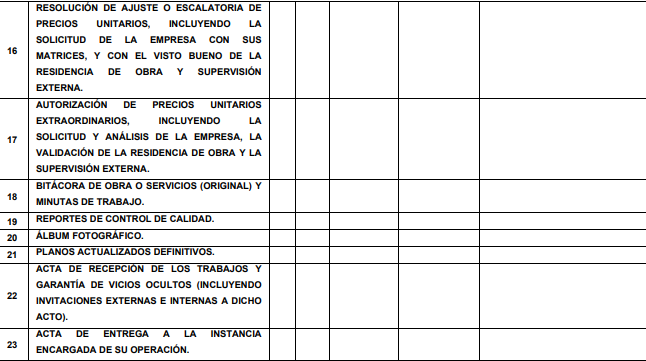 RESOLUCIÓN DE AJUSTE O ESCALATORIA DE
PRECIOS UNITARIOS, INCLUYENDO LA
SOLICITUD DE LA EMPRESA CON SUS
16 MATRICES, Y CON EL VISTO BUENO DE LA
RESIDENCIA DE OBRA Y SUPERVISIÓN
EXTERNA.
AUTORIZACIÓN DE PRECIOS UNITARIOS
EXTRAORDINARIOS, INCLUYENDO LA
17 SOLICITUD Y ANÁLISIS DE LA EMPRESA, LA
VALIDACIÓN DE LA RESIDENCIA DE OBRA Y LA
SUPERVISIÓN EXTERNA.
18 BITÁCORA DE OBRA O SERVICIOS (ORIGINAL) Y
MINUTAS DE TRABAJO.
19 REPORTES DE CONTROL DE CALIDAD.
20 ÁLBUM FOTOGRÁFICO.
21 PLANOS ACTUALIZADOS DEFINITIVOS.
ACTA DE RECEPCIÓN DE LOS TRABAJOS Y
22 GARANTÍA DE VICIOS OCULTOS (INCLUYENDO
INVITACIONES EXTERNAS E INTERNAS A DICHO
ACTO).
23 ACTA DE ENTREGA A LA INSTANCIA
ENCARGADA DE SU OPERACIÓN.